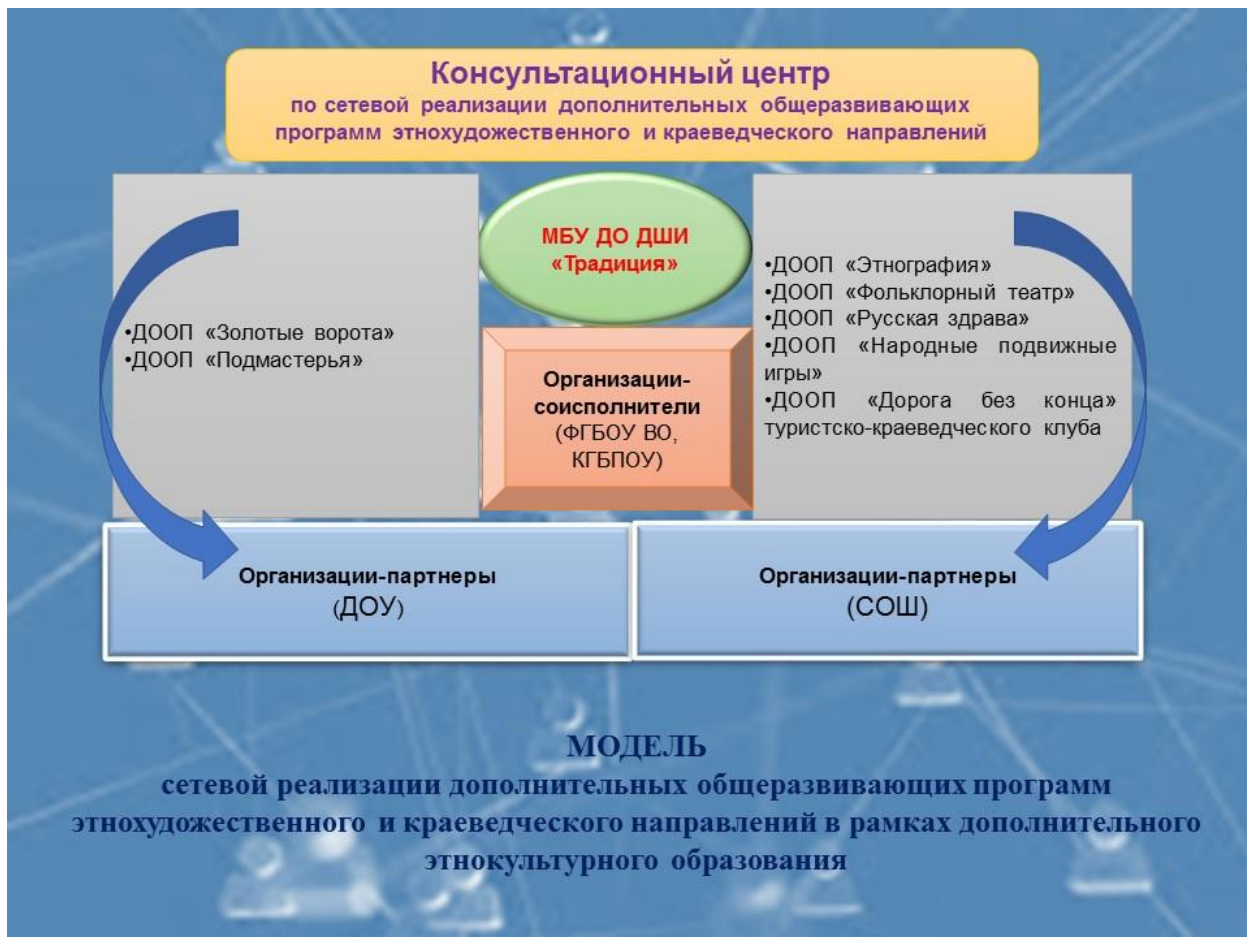 Консультационный центр
по сетевой реализации дополнительных общеразвивающих
программ этнохудожественного и краеведческого направлений
•ДООП «Золотые ворота»
•ДООП «Подмастерья»
МБУ ДО ДШИ
«Традиция»
Организации-
соисполнители
(ФГБОУ ВО,
КГБПОУ)
•ДООП «Этнография»
•ДООП «Фольклорный театр»
•ДООП «Русская здрава»
•ДООП «Народные подвижные
игры»
•ДООП «Дорога без конца»
туристско-краеведческого клуба
Организации-партнеры
(ДОУ)
Организации-партнеры
(СОШ)
МОДЕЛЬ
сетевой реализации дополнительных общеразвивающих программ
этнохудожественного и краеведческого направлений в рамках дополнительного
этнокультурного образования